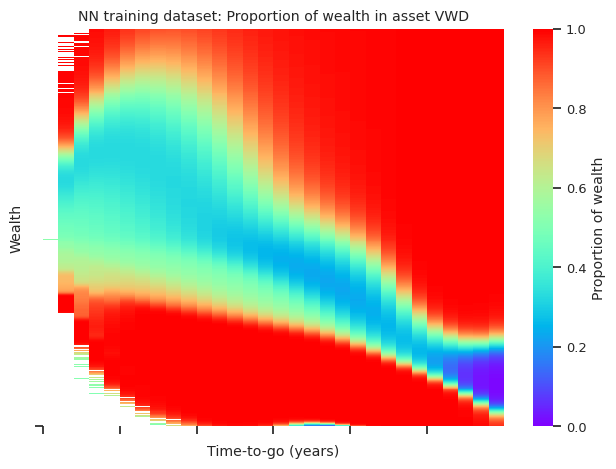 NN training dataset: Proportion of wealth in asset VWD
Wealth
Time-to-go (years)
1.0
0.8
0.6
0.4
0.2
0.0
Proportion of wealth